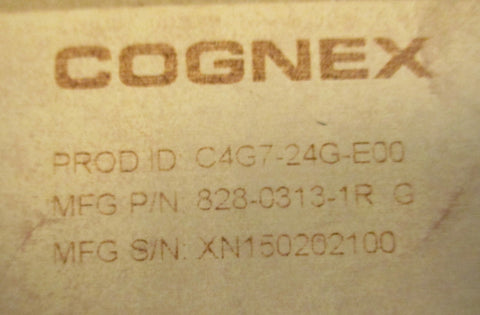 COGNEX
PROD ID: C4G7-24G-E00
MFG P/N: 828-0313-1R G
MFG S/N: XN150202100